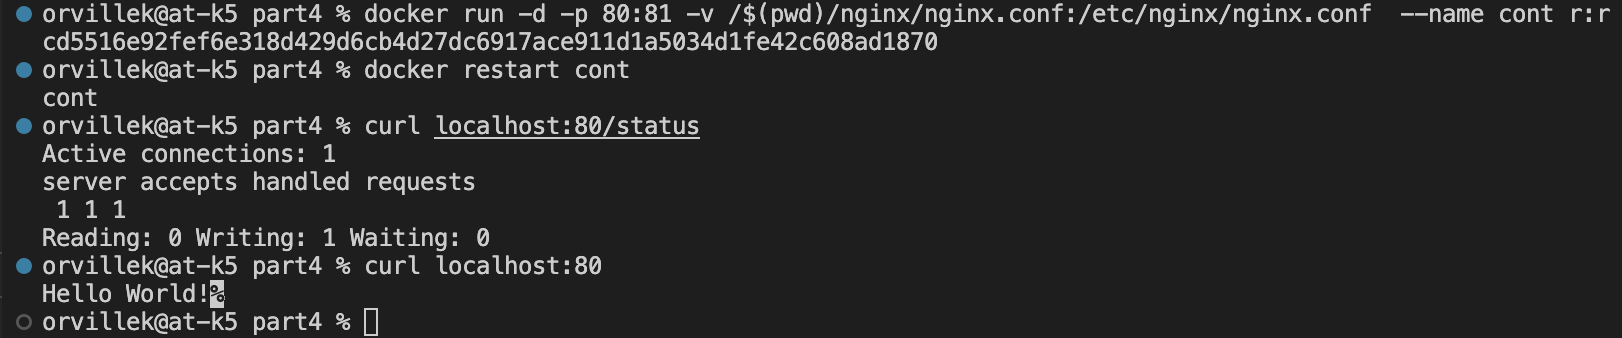 orvillek@at-k5 part4 % docker run -d -p 80:81 -v /$(pwd)/nginx/nginx.conf:/etc/nginx/nginx.conf  --name cont r:r
cd5516e92fef6e318d429d6cb4d27dc6917ace911d1a5034d1fe42c608ad1870
orvillek@at-k5 part4 % docker restart cont
cont
orvillek@at-k5 part4 % curl localhost:80/status
Active connections: 1
server accepts handled requests
 1 1 1
Reading: 0 Writing: 1 Waiting: 0
orvillek@at-k5 part4 % curl localhost:80
Hello World!%
orvillek@at-k5 part4 %